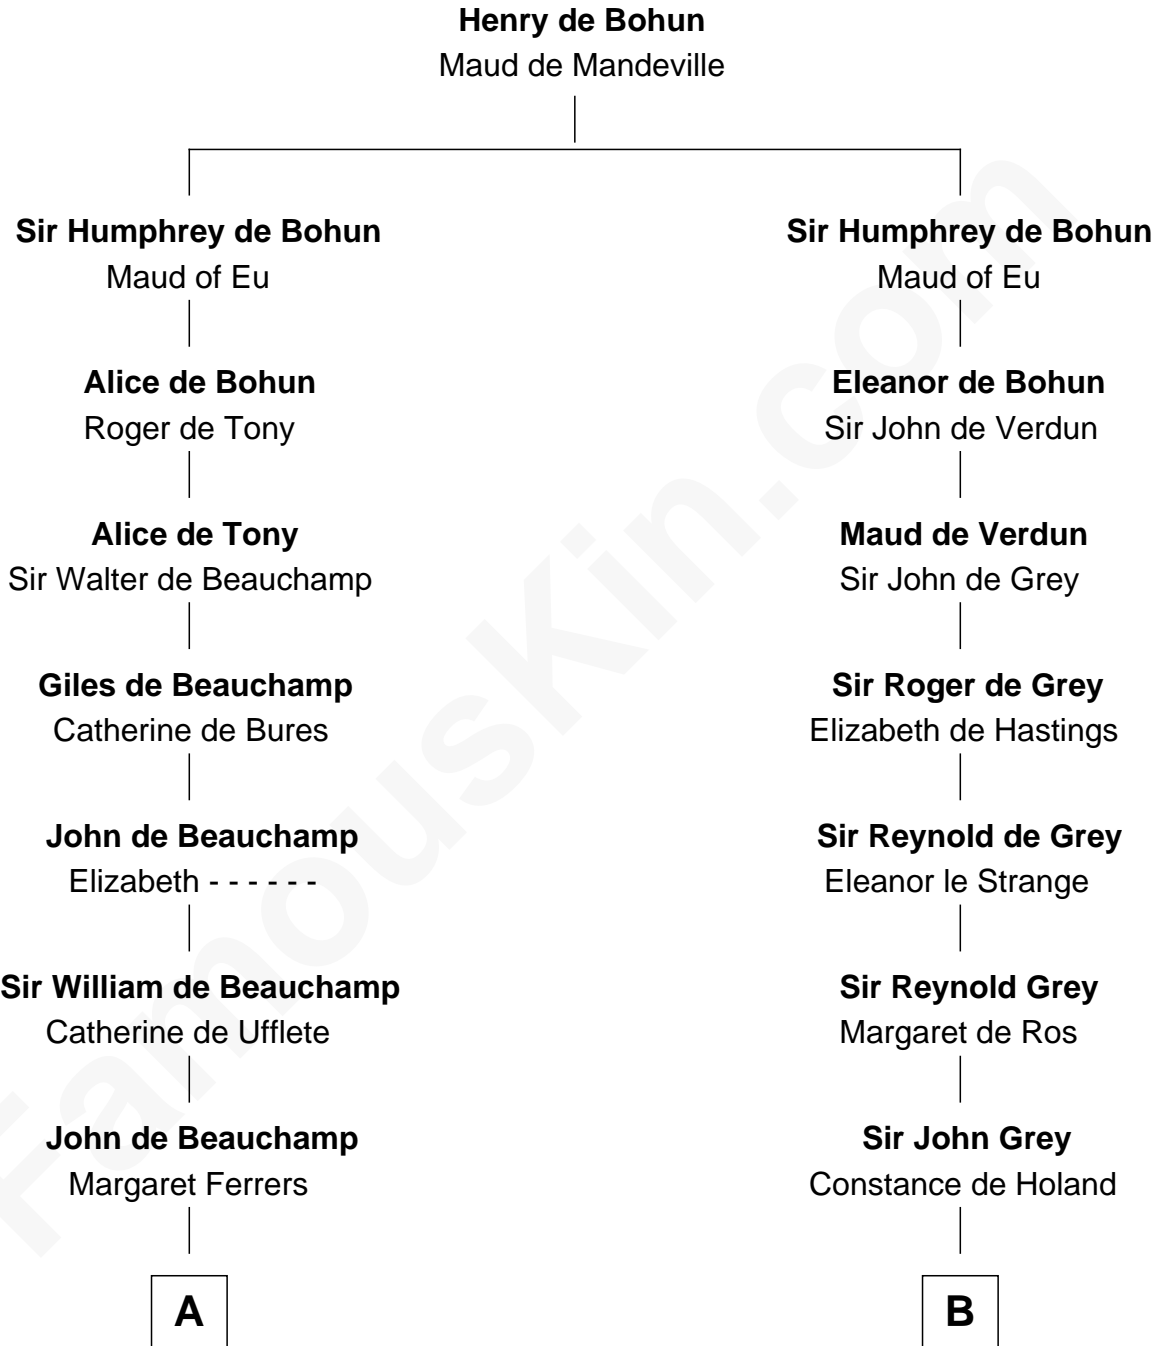 Henry de Bohun
Maud de Mandeville
Sir Humphrey de Bohun
Maud of Eu
Sir Humphrey de Bohun
Maud of Eu
Alice de Bohun
Roger de Tony
Eleanor de Bohun
Sir John de Verdun
Alice de Tony
Sir Walter de Beauchamp
Maud de Verdun
Sir John de Grey
Giles de Beauchamp
Catherine de Bures
Sir Roger de Grey
Elizabeth de Hastings
John de Beauchamp
Elizabeth - - - - - -
Sir Reynold de Grey
Eleanor le Strange
Sir William de Beauchamp
Catherine de Ufflete
Sir Reynold Grey
Margaret de Ros
John de Beauchamp
Margaret Ferrers
Sir John Grey
Constance de Holand
A
B
FamousKin.com